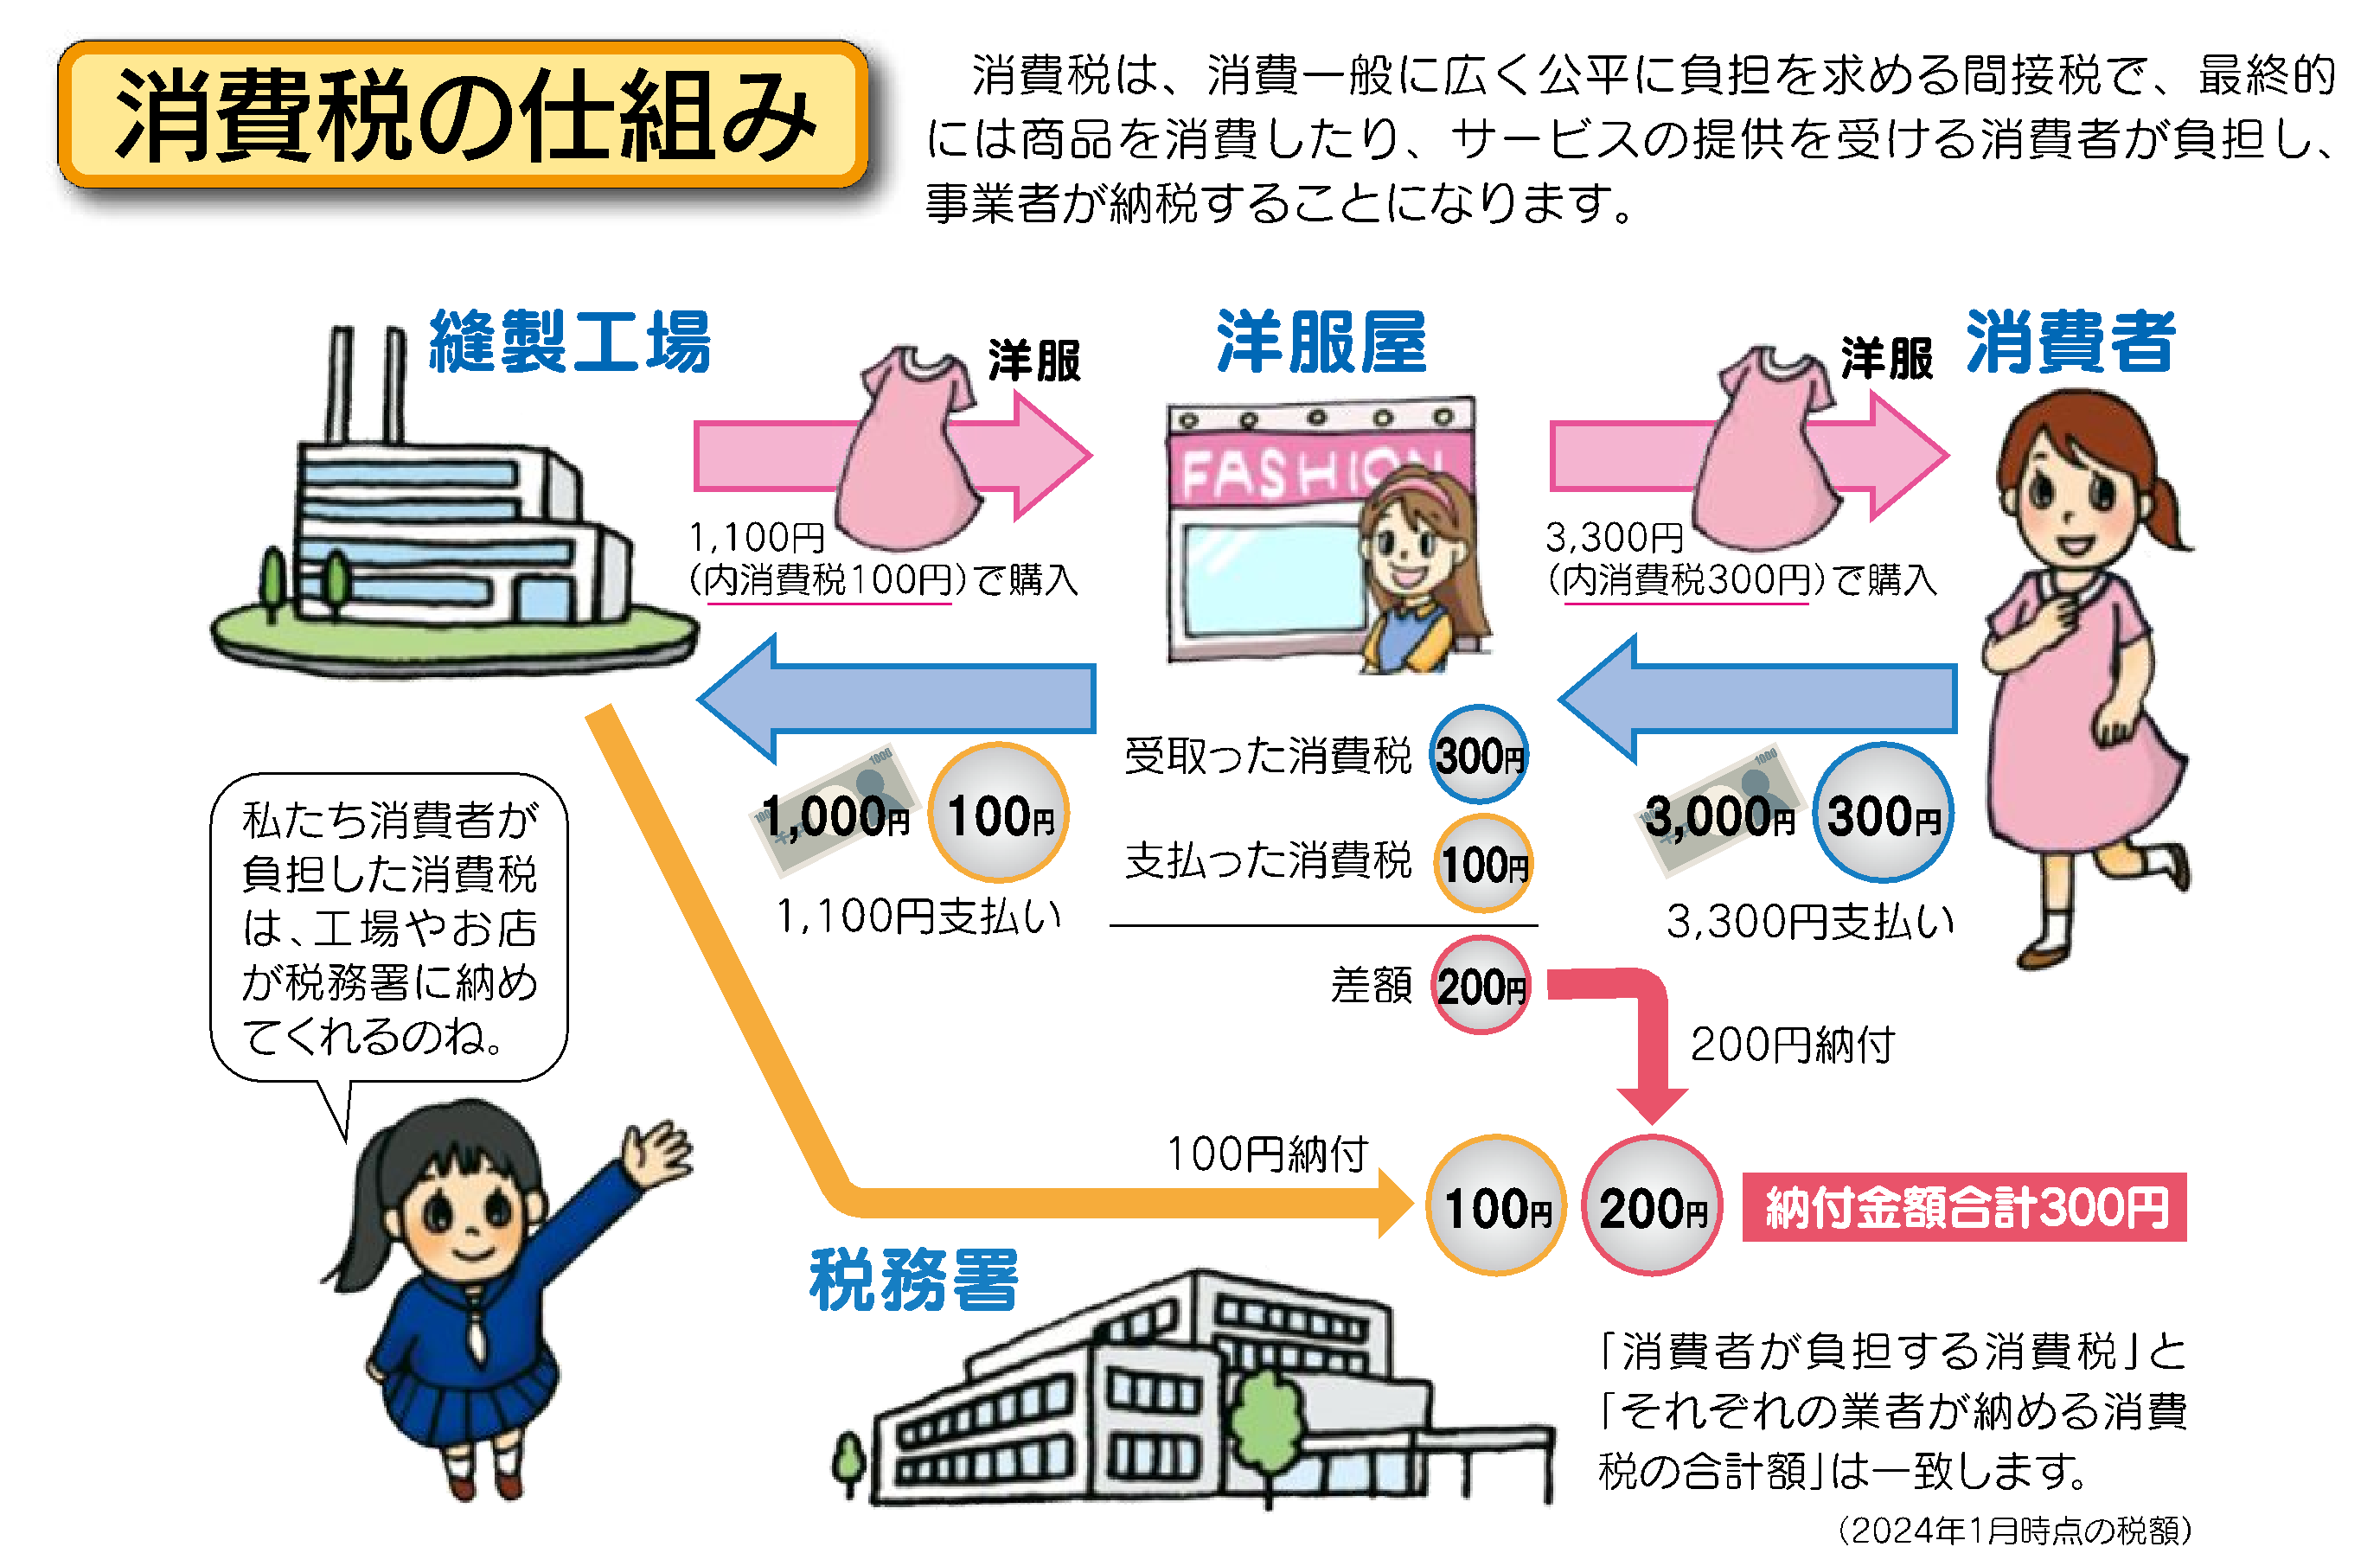 消費税の仕組み
消費税は、消費一般に広く公平に負担を求める間接税で、最終的
には商品を消費したり、サービスの提供を受ける消費者が負担し、
事業者が納税することになります。
縫製工場
洋服
洋服屋
洋服
消費者
FASHION
1,100円
(内消費税100円)で購入
3,300円
(内消費税300円)で購入
1,000円
100円
1,100円支払い
受取った消費税 300円
支払った消費税 100円
差額 200円
3,000円
300円
3,300円支払い
200円納付
私たち消費者が
負担した消費税
は、工場やお店
が税務署に納め
てくれるのね。
100円納付
100円
200円
納付金額合計300円
税務署
「消費者が負担する消費税」と
「それぞれの業者が納める消費
税の合計額」は一致します。
(2024年1月時点の税額)